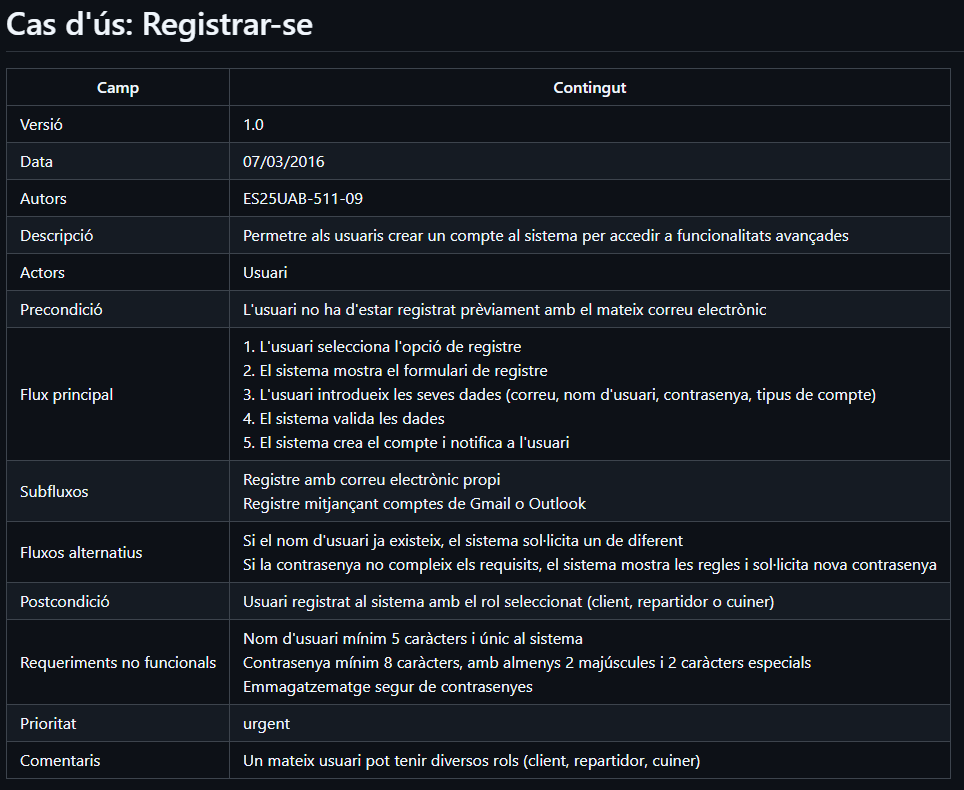 Cas d'ús: Registrar-se
Camp Contingut
Versió 1.0
Data 07/03/2016
Autors ES25UAB-511-09
Descripció Permetre als usuaris crear un compte al sistema per accedir a funcionalitats avançades
Actors Usuari
Precondició L'usuari no ha d'estar registrat prèviament amb el mateix correu electrònic
Flux principal
1. L'usuari selecciona l'opció de registre
2. El sistema mostra el formulari de registre
3. L'usuari introdueix les seves dades (correu, nom d'usuari, contrasenya, tipus de compte)
4. El sistema valida les dades
5. El sistema crea el compte i notifica a l'usuari
Subfluxos
Registre amb correu electrònic propi
Registre mitjançant comptes de Gmail o Outlook
Fluxos alternatius
Si el nom d'usuari ja existeix, el sistema sol·licita un de diferent
Si la contrasenya no compleix els requisits, el sistema mostra les regles i sol·licita nova contrasenya
Postcondició Usuari registrat al sistema amb el rol seleccionat (client, repartidor o cuiner)
Requeriments no funcionals
Nom d'usuari mínim 5 caràcters i únic al sistema
Contrasenya mínim 8 caràcters, amb almenys 2 majúscules i 2 caràcters especials
Emmagatzematge segur de contrasenyes
Prioritat urgent
Comentaris Un mateix usuari pot tenir diversos rols (client, repartidor, cuiner)